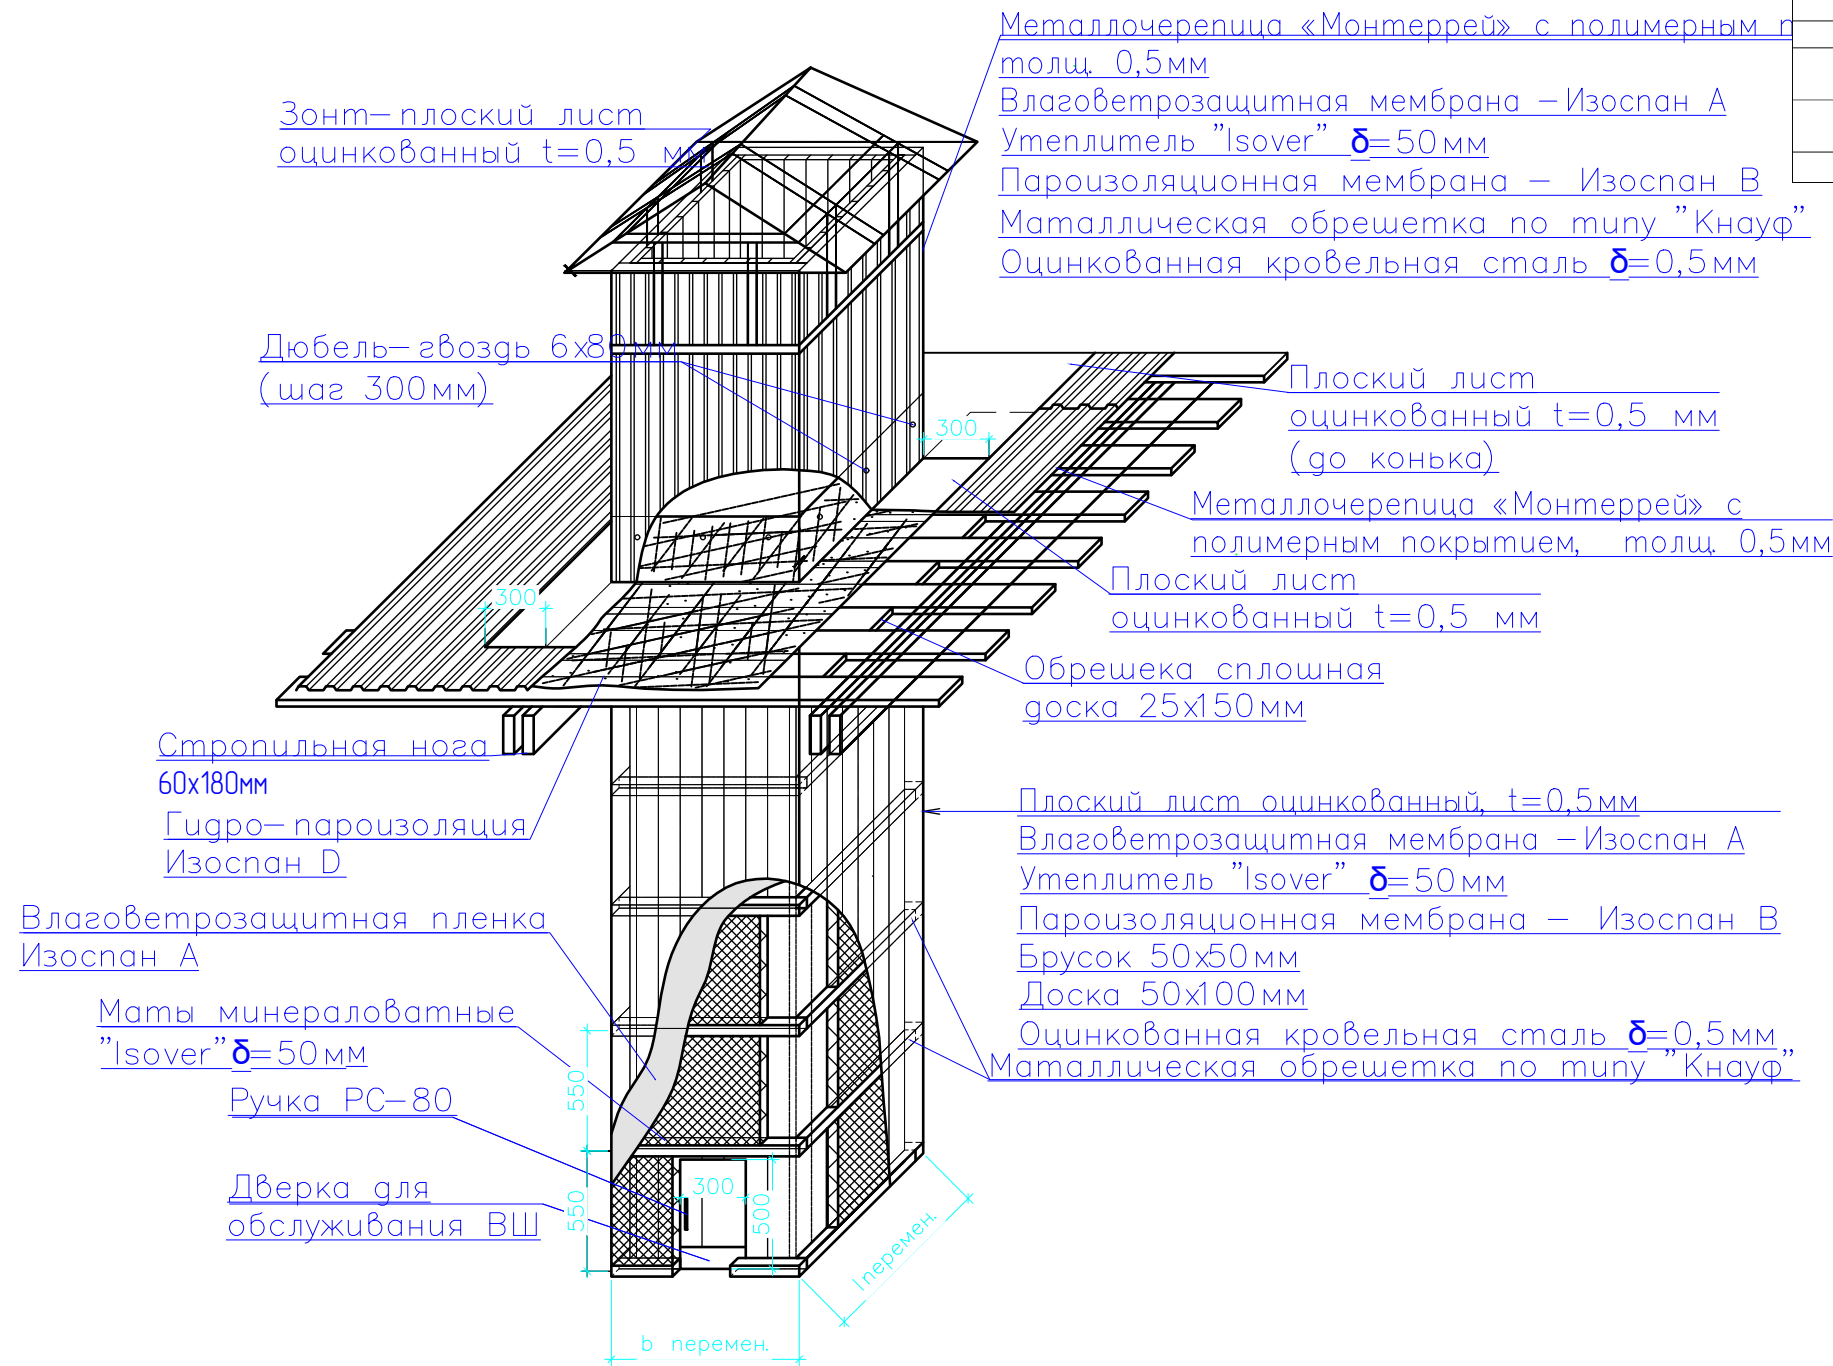 Металлочерепица «Монтеррей» с полимерным п
толщ. 0,5мм
Влаговетрозащитная мембрана – Изоспан А
Утеплитель "Isover" δ=50мм
Пароизоляционная мембрана – Изоспан В
Маталлическая обрешетка по типу "Кнауф"
Оцинкованная кровельная сталь δ=0,5мм
Зонт–плоский лист
оцинкованный t=0,5 мм
Дюбель–гвоздь 6х80мм
(шаг 300мм)
300
Плоский лист
оцинкованный t=0,5 мм
(до конька)
Металлочерепица «Монтеррей» с
полимерным покрытием, толщ. 0,5мм
Плоский лист
оцинкованный t=0,5 мм
300
Обрешека сплошная
доска 25х150мм
Стропильная нога
60х180мм
Гидро–пароизоляция
Изоспан D
Плоский лист оцинкованный, t=0,5мм
Влаговетрозащитная мембрана – Изоспан А
Утеплитель "Isover" δ=50мм
Пароизоляционная мембрана – Изоспан В
Брусок 50х50мм
Доска 50х100мм
Оцинкованная кровельная сталь δ=0,5мм
Маталлическая обрешетка по типу "Кнауф"
Влаговетрозащитная пленка
Изоспан А
Маты минераловатные
"Isover" δ=50мм
Ручка РС–80
Дверка для
обслуживания ВШ
550
550
300
500
l перемен.
b перемен.